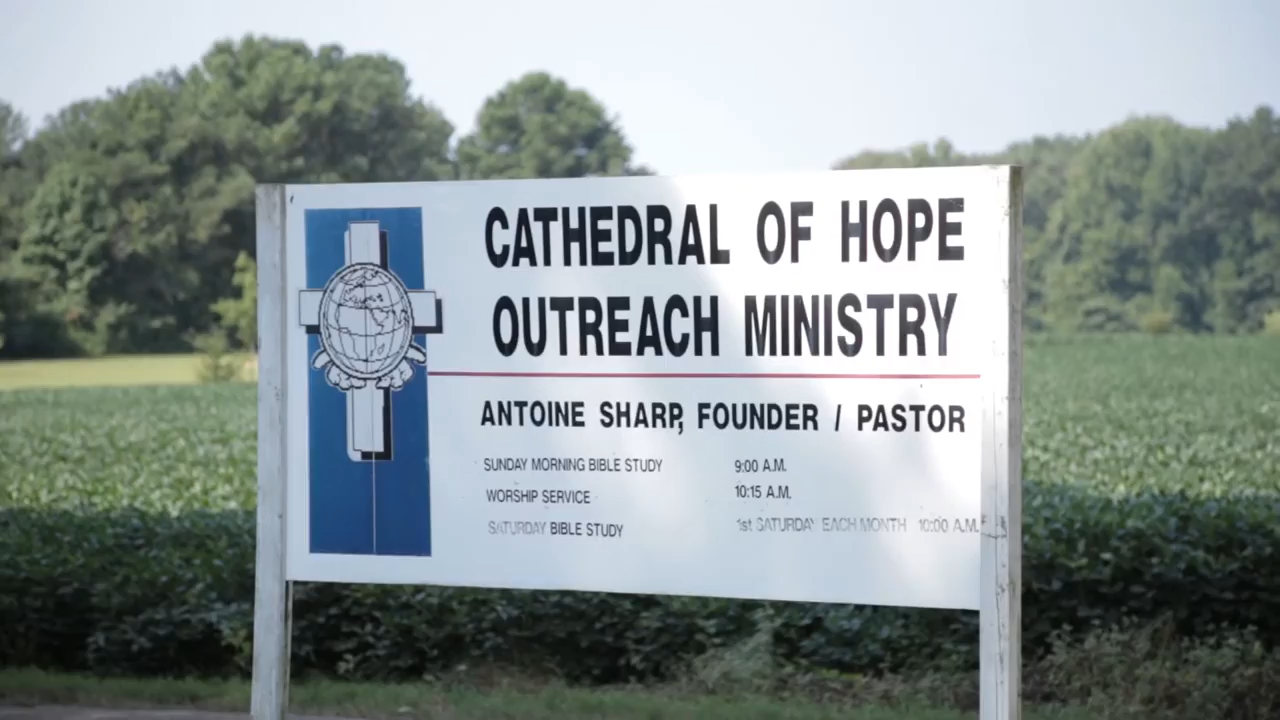 CATHEDRAL OF HOPE
OUTREACH MINISTRY
ANTOINE SHARP, FOUNDER / PASTOR
SUNDAY MORNING BIBLE STUDY 9:00 A.M.
WORSHIP SERVICE 10:15 A.M.
SATURDAY BIBLE STUDY 1st SATURDAY EACH MONTH 10:00 A.M.